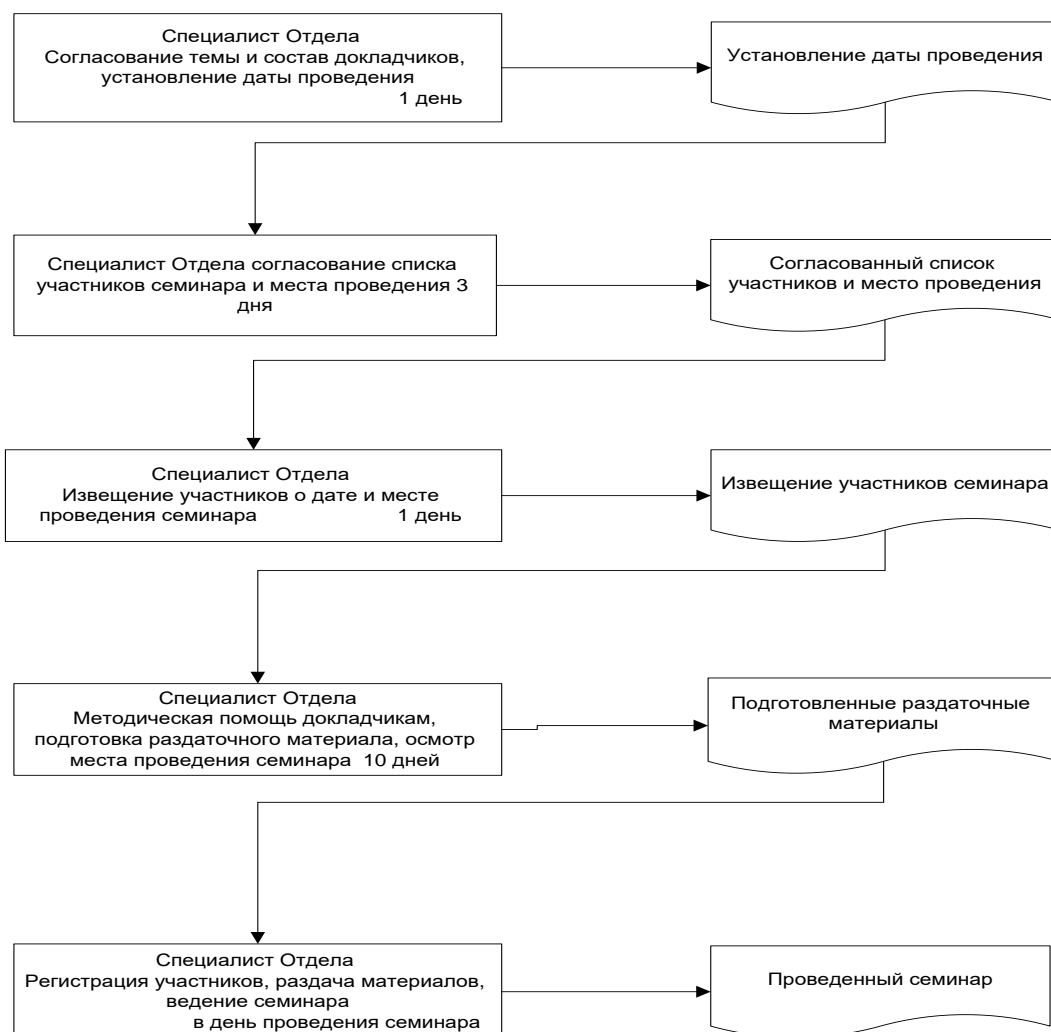 Специалист Отдела
Согласование темы и состав докладчиков,
установление даты проведения
1 день
Установление даты проведения
Специалист Отдела согласование списка
участников семинара и места проведения 3
дня
Согласованный список
участников и место проведения
Специалист Отдела
Извещение участников о дате и месте
проведения семинара 1 день
Извещение участников семинара
Специалист Отдела
Методическая помощь докладчикам,
подготовка раздаточного материала, осмотр
места проведения семинара 10 дней
Подготовленные раздаточные
материалы
Специалист Отдела
Регистрация участников, раздача материалов,
ведение семинара
в день проведения семинара
Проведенный семинар